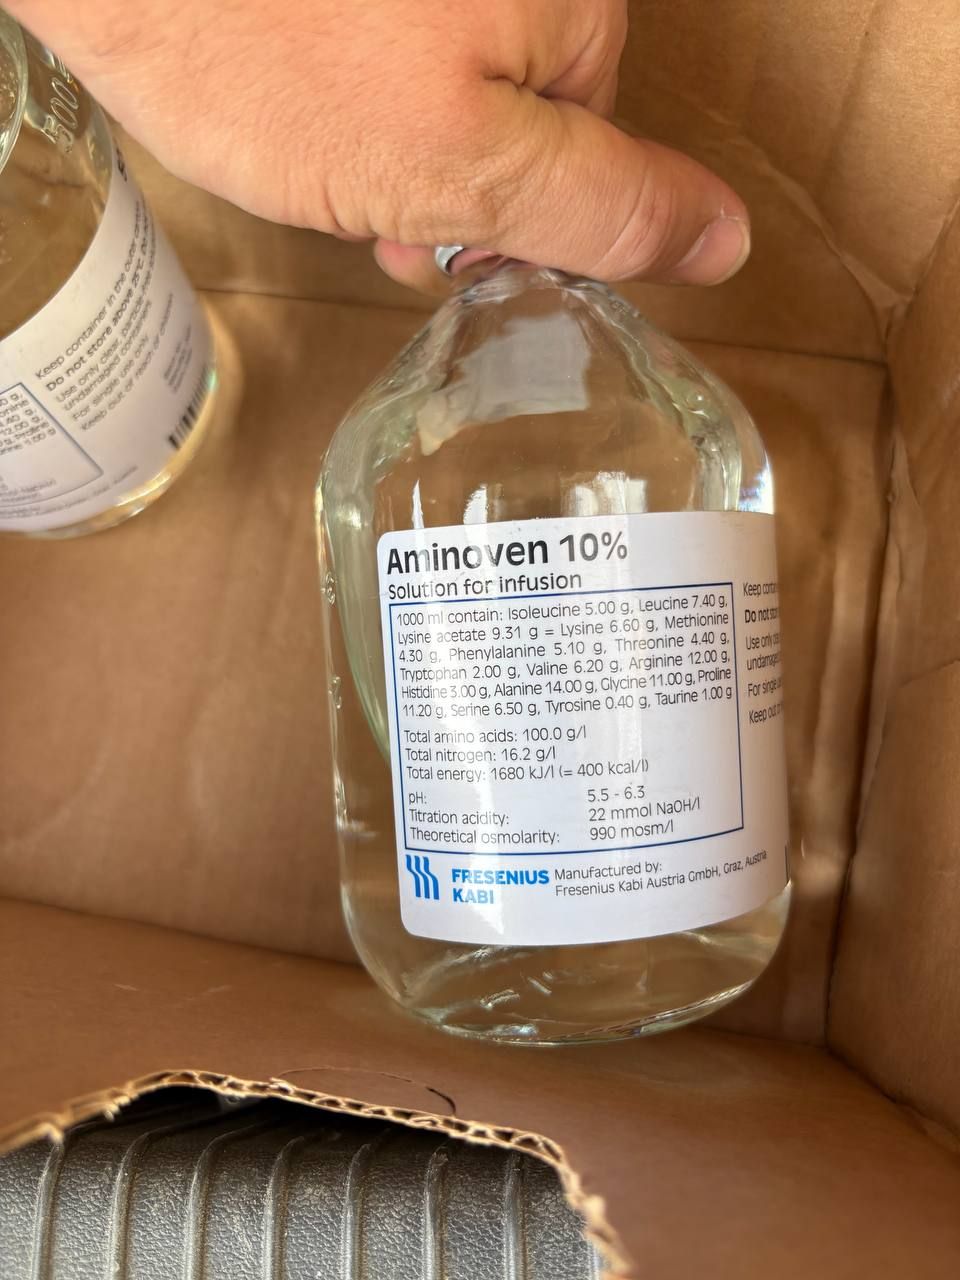 500
Keep container in the outer carton
Do not store above 25°C.
Use only clear, particle-free
undamaged containers
For single use only
Keep out of reach of children
Aminoven 10%
Solution for infusion
1000 ml contain: Isoleucine 5.00 g, Leucine 7.40 g,
Lysine acetate 9.31 g = Lysine 6.60 g, Methionine
4.30 g, Phenylalanine 5.10 g, Threonine 4.40 g,
Tryptophan 2.00 g, Valine 6.20 g, Arginine 12.00 g,
Histidine 3.00 g, Alanine 14.00 g, Glycine 11.00 g, Proline
11.20 g, Serine 6.50 g, Tyrosine 0.40 g, Taurine 1.00 g
Total amino acids: 100.0 g/l
Total nitrogen: 16.2 g/l
Total energy: 1680 kJ/l (= 400 kcal/l)
pH: 5.5 - 6.3
Titration acidity: 22 mmol NaOH/l
Theoretical osmolarity: 990 mosm/l
FRESENIUS
KABI
Manufactured by:
Fresenius Kabi Austria GmbH, Graz, Austria
Keep
Do not
Use only
For single
Keep out